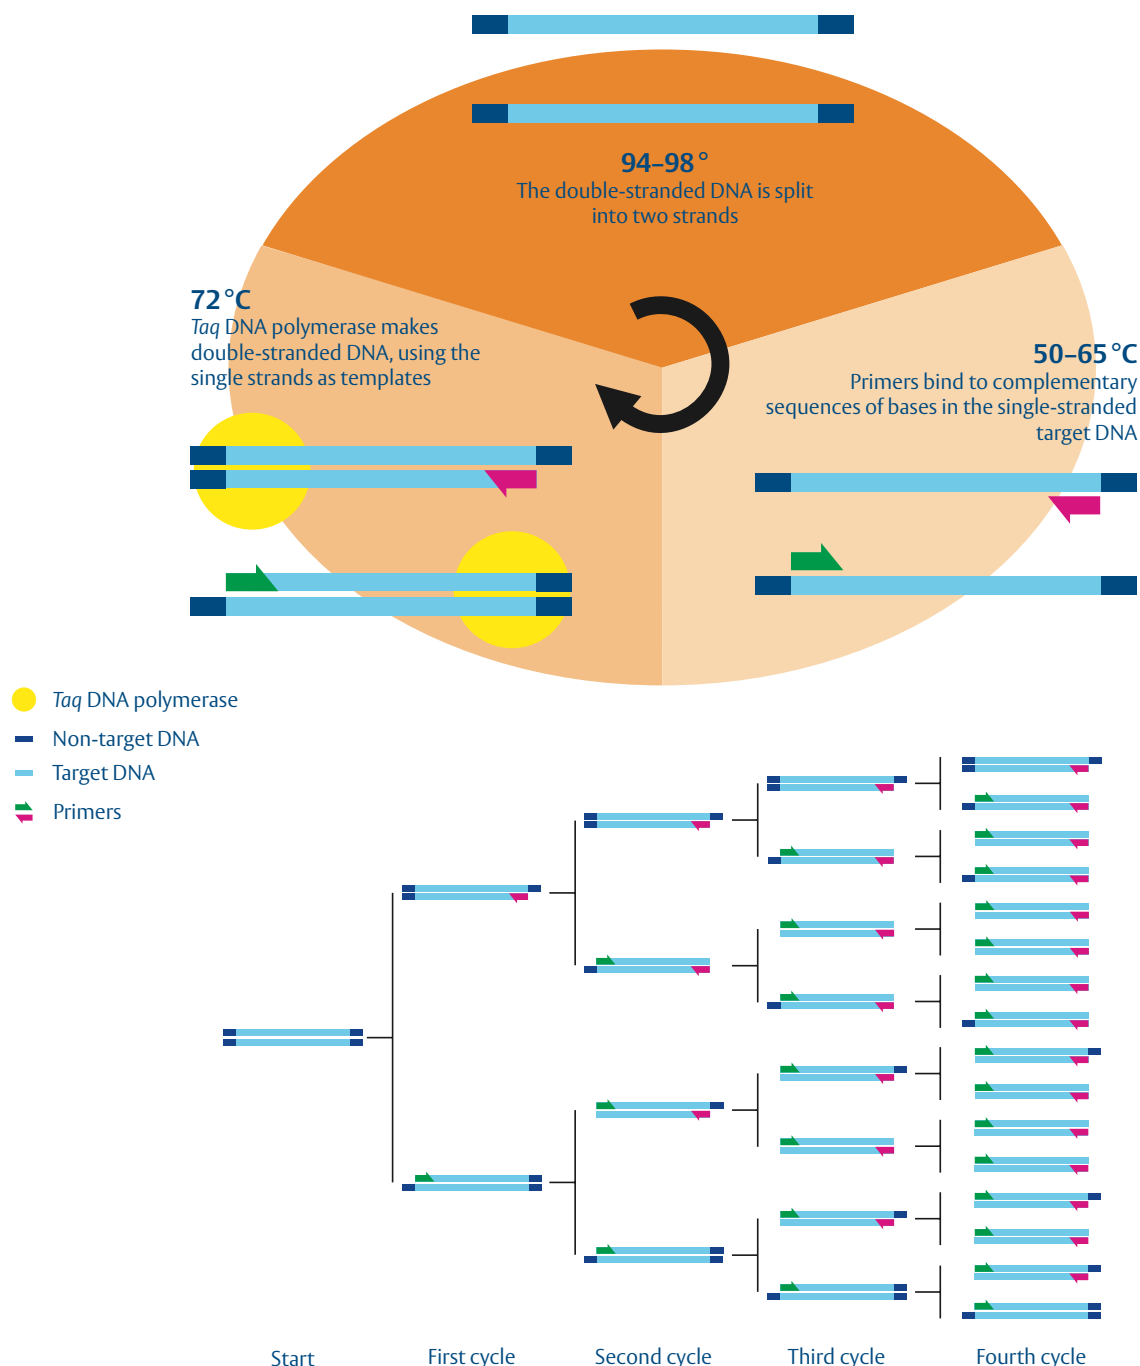 94–98 °
The double-stranded DNA is split
into two strands
72 °C
Taq DNA polymerase makes
double-stranded DNA, using the
single strands as templates
50–65 °C
Primers bind to complementary
sequences of bases in the single-stranded
target DNA
Taq DNA polymerase
Non-target DNA
Target DNA
Primers
Start
First cycle
Second cycle
Third cycle
Fourth cycle